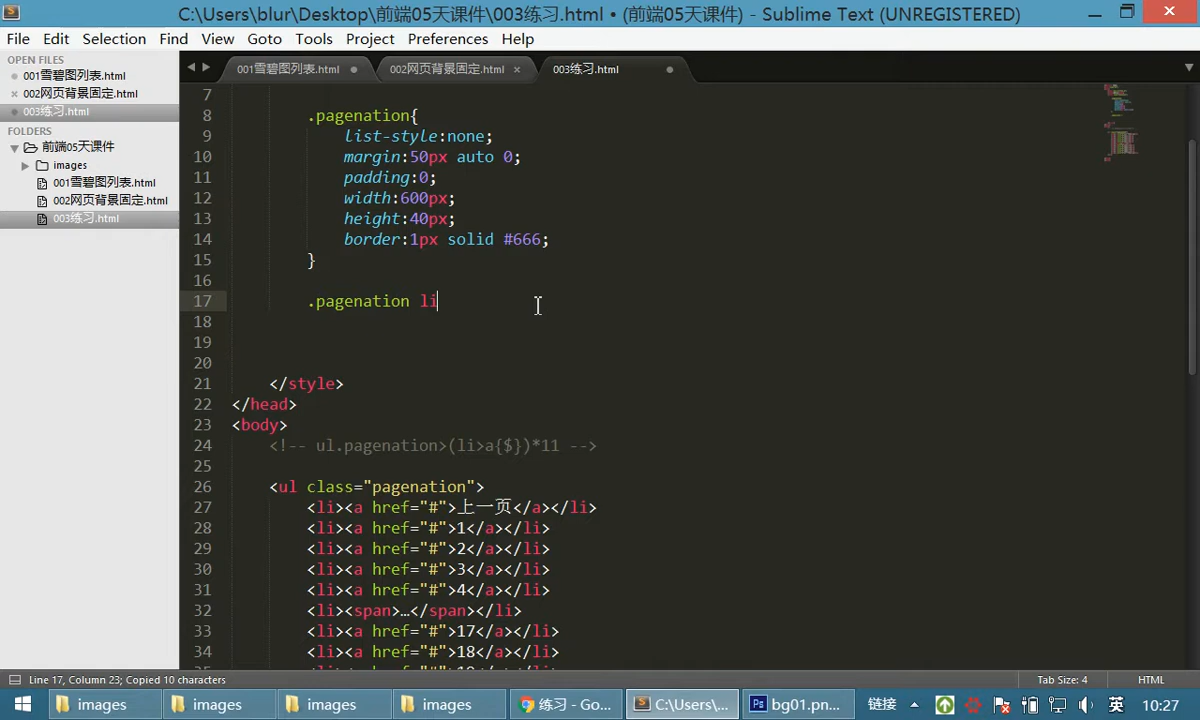 C:\Users\blur\Desktop\前端05天课件\003练习.html • (前端05天课件) - Sublime Text (UNREGISTERED)
File Edit Selection Find View Goto Tools Project Preferences Help
OPEN FILES
001雪碧图列表.html
002网页背景固定.html
003练习.html
FOLDERS
前端05天课件
images
001雪碧图列表.html
002网页背景固定.html
003练习.html
001雪碧图列表.html 002网页背景固定.html × 003练习.html
7
8 .pagenation{
9 list-style:none;
10 margin:50px auto 0;
11 padding:0;
12 width:600px;
13 height:40px;
14 border:1px solid #666;
15 }
16
17 .pagenation li
18
19
20
21 </style>
22 </head>
23 <body>
24 <!-- ul.pagenation>(li>a{$})*11 -->
25
26 <ul class="pagenation">
27 <li><a href="#">上一页</a></li>
28 <li><a href="#">1</a></li>
29 <li><a href="#">2</a></li>
30 <li><a href="#">3</a></li>
31 <li><a href="#">4</a></li>
32 <li><span>…</span></li>
33 <li><a href="#">17</a></li>
34 <li><a href="#">18</a></li>
Line 17, Column 23; Copied 10 characters Tab Size: 4 HTML
images images images images 练习 - Go... C:\Users\... bg01.pn... 链接 英 10:27